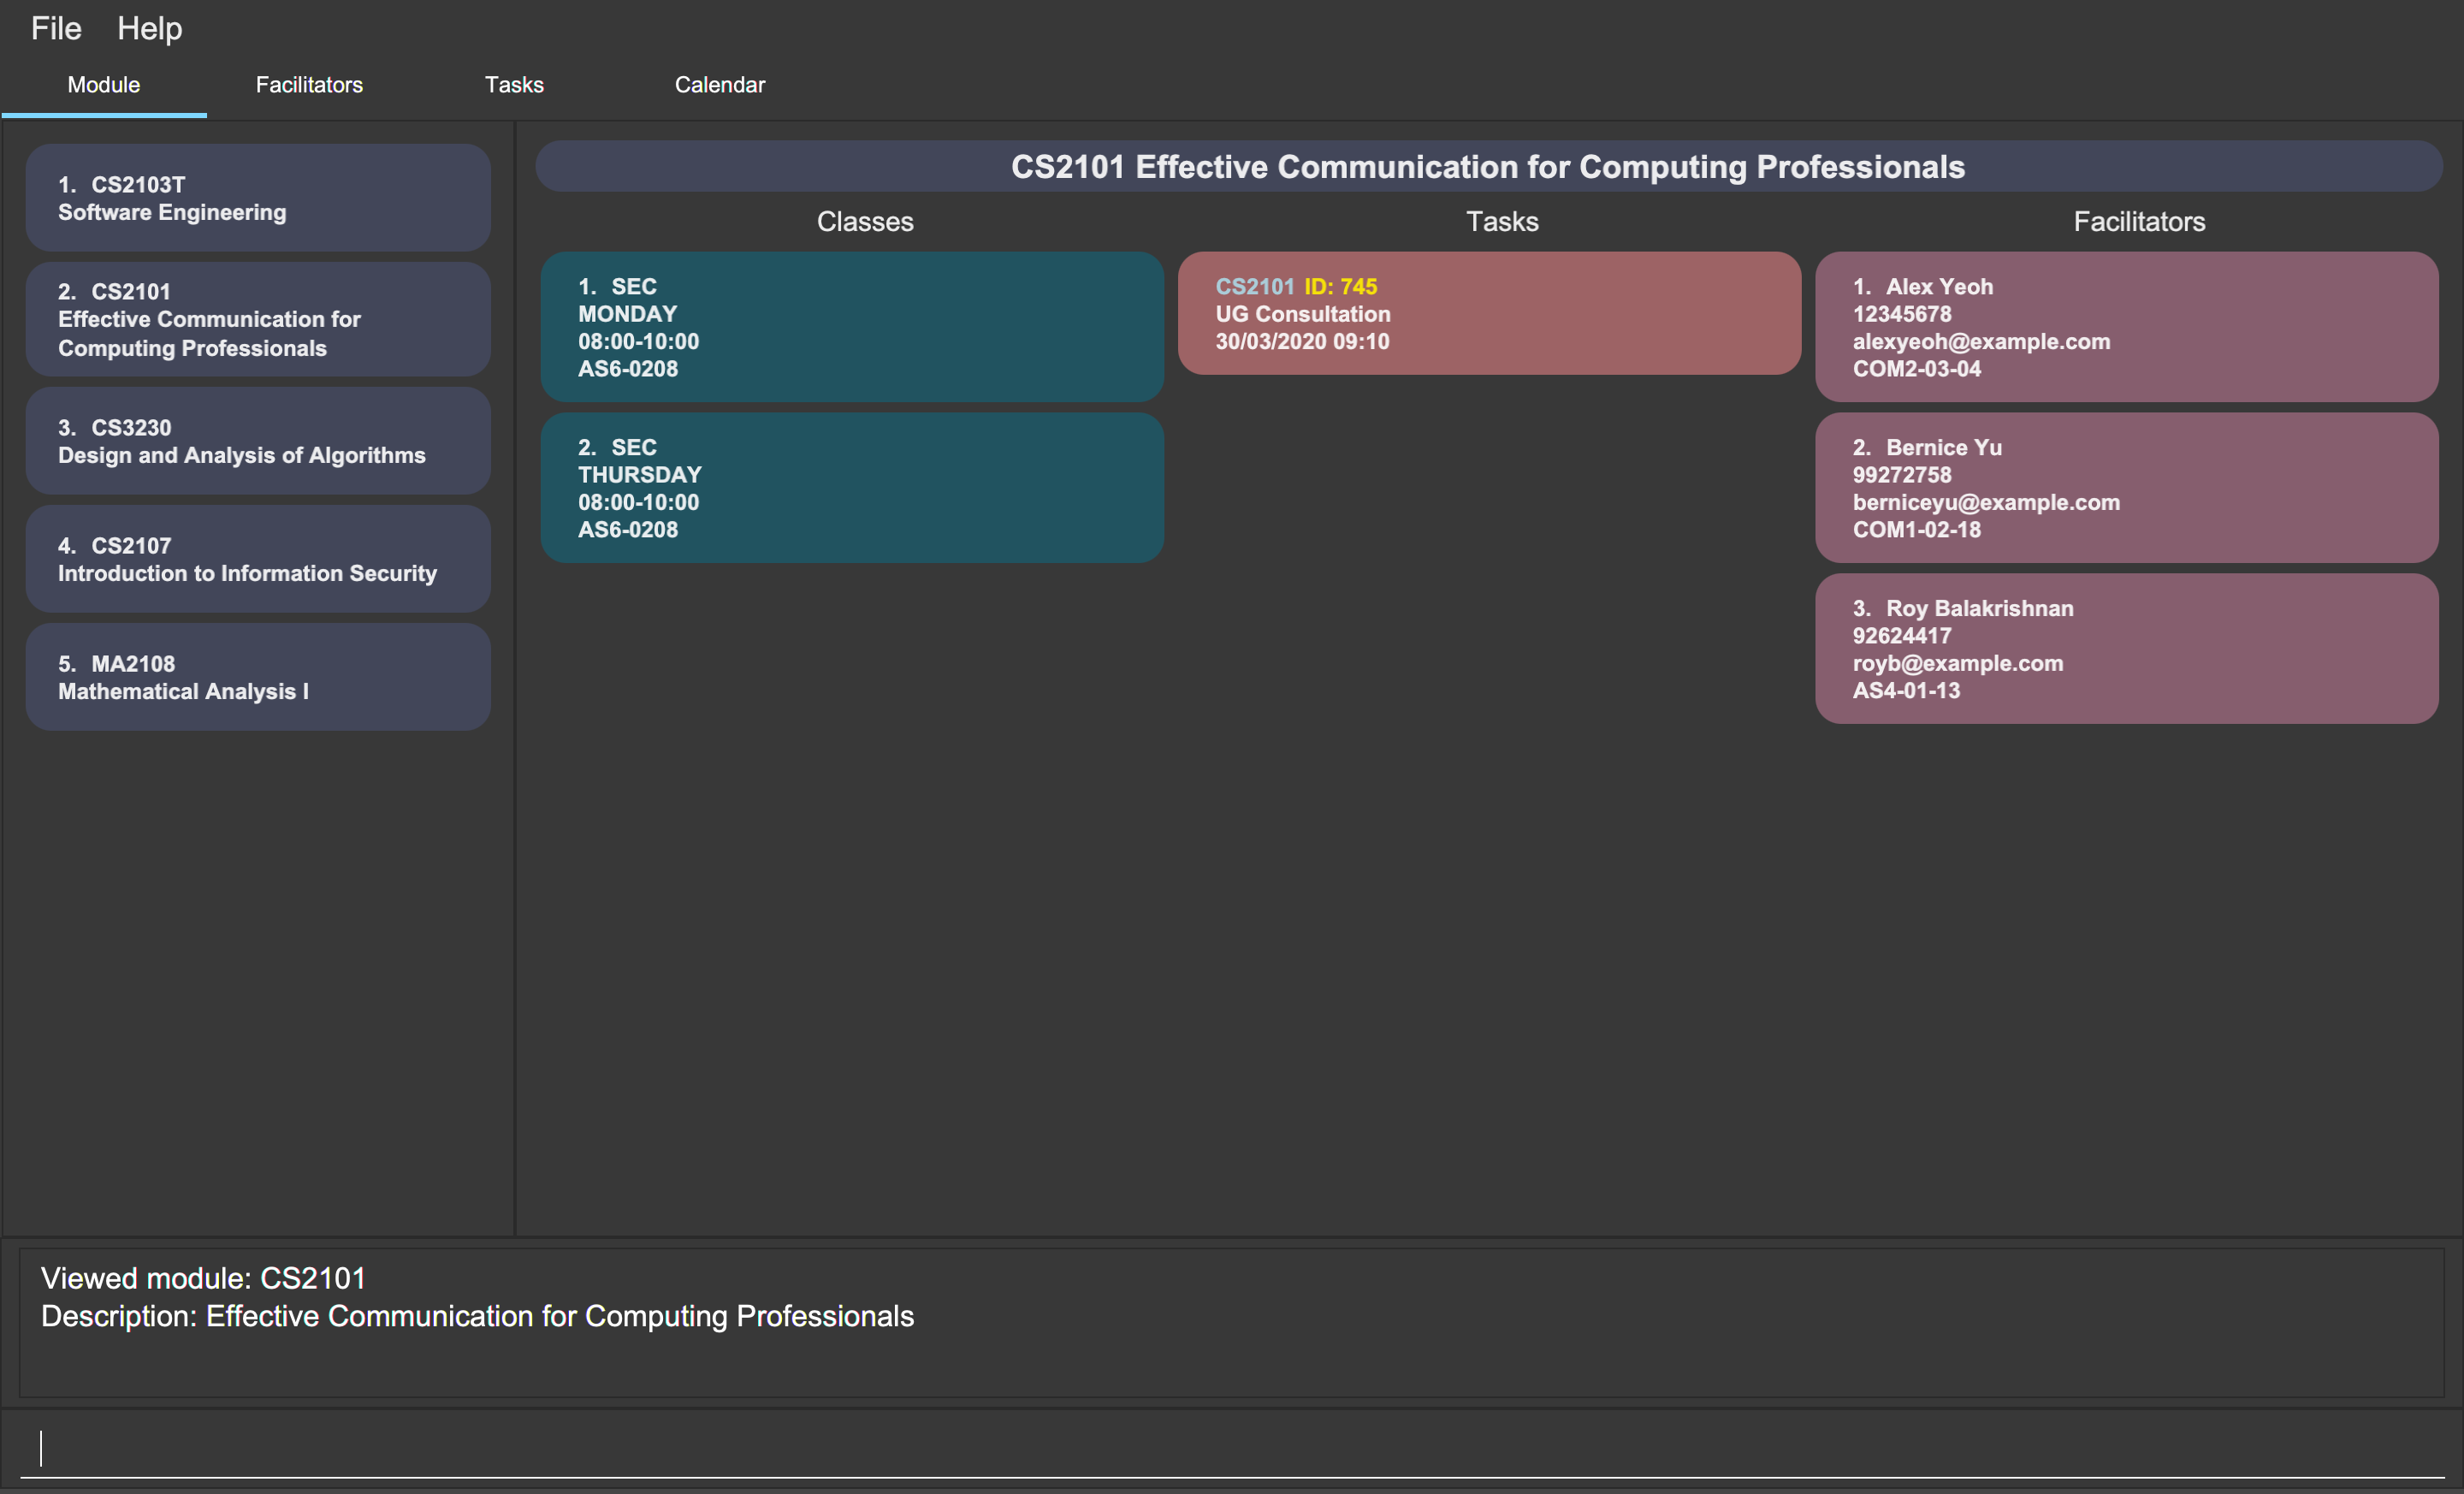 File Help
Module Facilitators Tasks Calendar
1. CS2103T
Software Engineering
2. CS2101
Effective Communication for
Computing Professionals
3. CS3230
Design and Analysis of Algorithms
4. CS2107
Introduction to Information Security
5. MA2108
Mathematical Analysis I
CS2101 Effective Communication for Computing Professionals
Classes
1. SEC
MONDAY
08:00-10:00
AS6-0208
2. SEC
THURSDAY
08:00-10:00
AS6-0208
Tasks
CS2101 ID: 745
UG Consultation
30/03/2020 09:10
Facilitators
1. Alex Yeoh
12345678
alexyeoh@example.com
COM2-03-04
2. Bernice Yu
99272758
berniceyu@example.com
COM1-02-18
3. Roy Balakrishnan
92624417
royb@example.com
AS4-01-13
Viewed module: CS2101
Description: Effective Communication for Computing Professionals